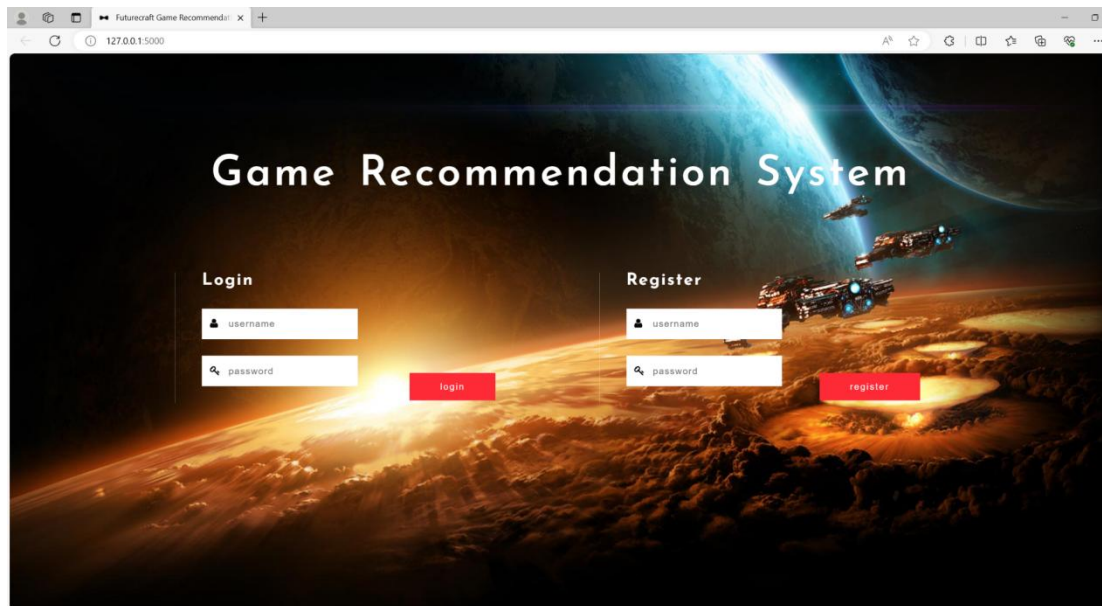 Futurecraft Game Recommendat
127.0.0.1:5000
Game Recommendation System
Login
username
password
login
Register
username
password
register